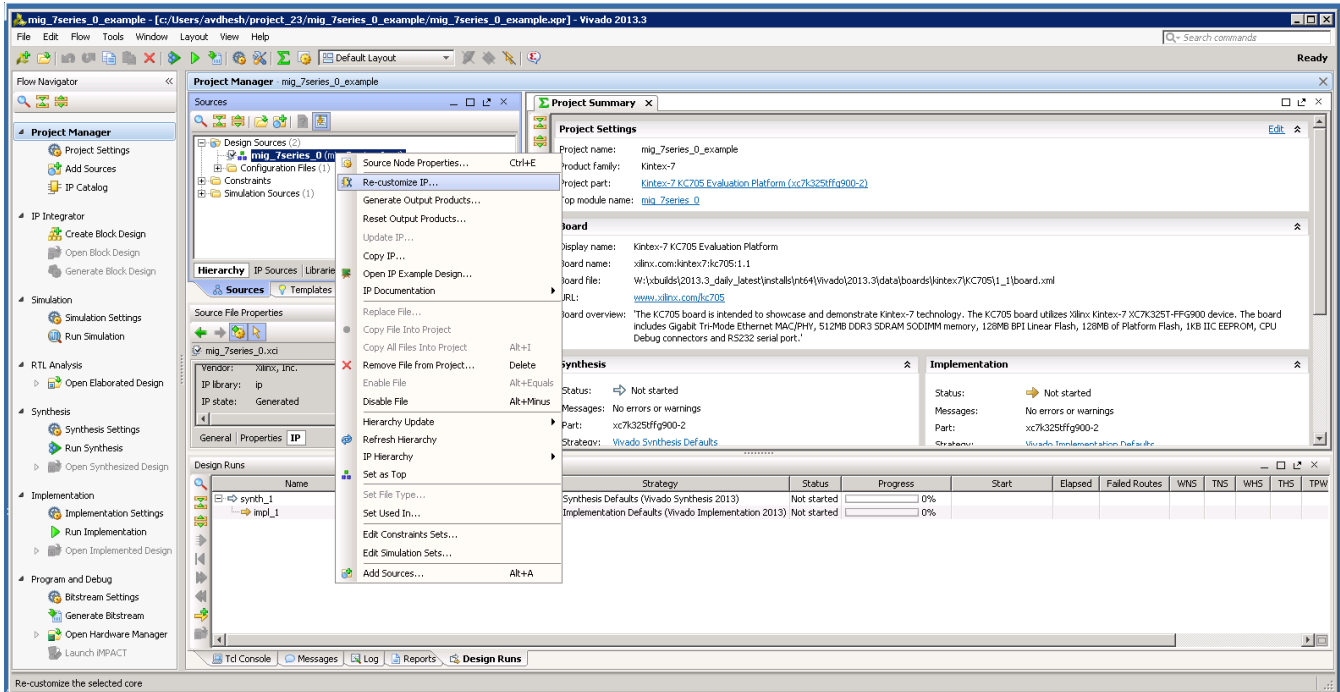 mig_7series_0_example - [c:/Users/avdhesh/project_23/mig_7series_0_example/mig_7series_0_example.xpr] - Vivado 2013.3
File Edit Flow Tools Window Layout View Help
Search commands
Default Layout
Ready
Flow Navigator
Project Manager
Project Settings
Add Sources
IP Catalog
IP Integrator
Create Block Design
Open Block Design
Generate Block Design
Simulation
Simulation Settings
Run Simulation
RTL Analysis
Open Elaborated Design
Synthesis
Synthesis Settings
Run Synthesis
Open Synthesized Design
Implementation
Implementation Settings
Run Implementation
Open Implemented Design
Program and Debug
Bitstream Settings
Generate Bitstream
Open Hardware Manager
Launch iMPACT
Project Manager - mig_7series_0_example
Sources
Design Sources (2)
mig_7series_0
Configuration Files (1)
Constraints
Simulation Sources (1)
Hierarchy IP Sources Librarie
Sources Templates
Source File Properties
mig_7series_0.xci
Vendor: Xilinx, Inc.
IP library: ip
IP state: Generated
General Properties IP
Source Node Properties... Ctrl+E
Re-customize IP...
Generate Output Products...
Reset Output Products...
Update IP...
Copy IP...
Open IP Example Design...
IP Documentation
Replace File...
Copy File Into Project
Copy All Files Into Project Alt+I
Remove File from Project... Delete
Enable File Alt+Equals
Disable File Alt+Minus
Hierarchy Update
Refresh Hierarchy
IP Hierarchy
Set as Top
Set File Type...
Set Used In...
Edit Constraints Sets...
Edit Simulation Sets...
Add Sources... Alt+A
Project Summary
Project Settings Edit
Project name: mig_7series_0_example
Product family: Kintex-7
Project part: Kintex-7 KC705 Evaluation Platform (xc7k325tffg900-2)
Top module name: mig_7series_0
Board
Display name: Kintex-7 KC705 Evaluation Platform
Board name: xilinx.com:kintex7:kc705:1.1
Board file: W:\xbuilds\2013.3_daily_latest\installs\nt64\Vivado\2013.3\data\boards\kintex7\KC705\1_1\board.xml
URL: www.xilinx.com/kc705
Board overview: 'The KC705 board is intended to showcase and demonstrate Kintex-7 technology. The KC705 board utilizes Xilinx Kintex-7 XC7K325T-FFG900 device. The board
includes Gigabit Tri-Mode Ethernet MAC/PHY, 512MB DDR3 SDRAM SODIMM memory, 128MB BPI Linear Flash, 128MB of Platform Flash, 1KB IIC EEPROM, CPU
Debug connectors and RS232 serial port.'
Synthesis
Status: Not started
Messages: No errors or warnings
Part: xc7k325tffg900-2
Strategy: Vivado Synthesis Defaults
Implementation
Status: Not started
Messages: No errors or warnings
Part: xc7k325tffg900-2
Strategy: Vivado Implementation Defaults
Design Runs
Name Strategy Status Progress Start Elapsed Failed Routes WNS TNS WHS THS TPW
synth_1 Synthesis Defaults (Vivado Synthesis 2013) Not started 0%
impl_1 Implementation Defaults (Vivado Implementation 2013) Not started 0%
Tcl Console Messages Log Reports Design Runs
Re-customize the selected core